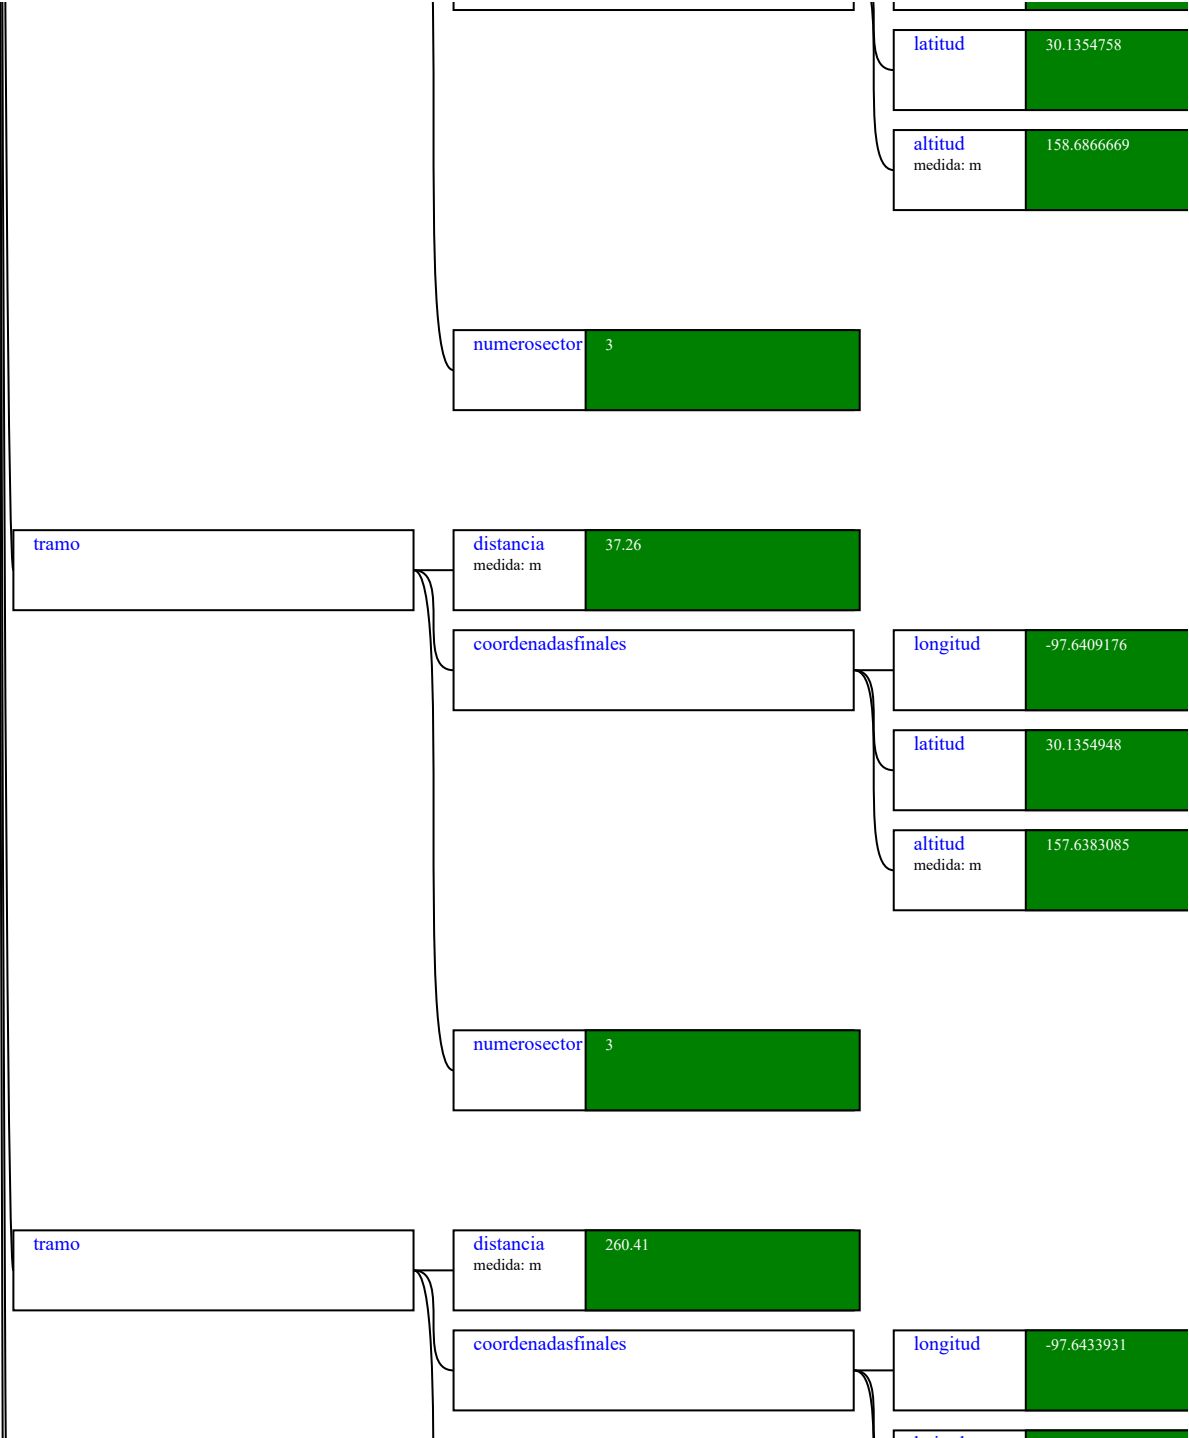 latitud 30.1354758
altitud 158.6866669
medida: m
numerosector 3
tramo distancia 37.26
medida: m
coordenadasfinales longitud -97.6409176
latitud 30.1354948
altitud 157.6383085
medida: m
numerosector 3
tramo distancia 260.41
medida: m
coordenadasfinales longitud -97.6433931